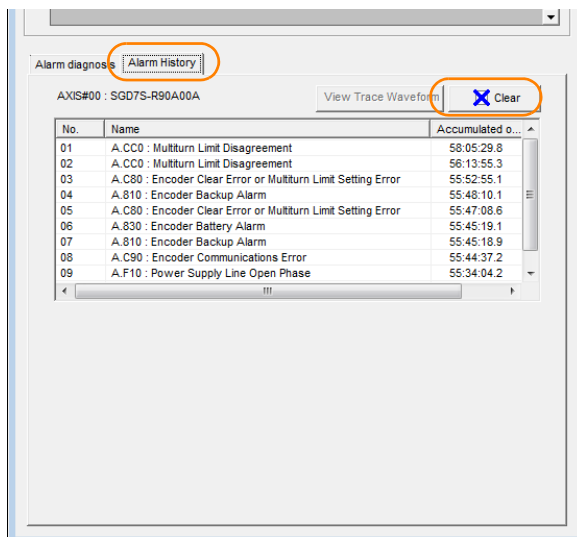 Alarm diagnosis Alarm History
AXIS#00 : SGD7S-R90A00A View Trace Waveform Clear
No. Name Accumulated o...
01 A.CC0 : Multiturn Limit Disagreement 58:05:29.8
02 A.CC0 : Multiturn Limit Disagreement 56:13:55.3
03 A.C80 : Encoder Clear Error or Multiturn Limit Setting Error 55:52:55.1
04 A.810 : Encoder Backup Alarm 55:48:10.1
05 A.C80 : Encoder Clear Error or Multiturn Limit Setting Error 55:47:08.6
06 A.830 : Encoder Battery Alarm 55:45:19.1
07 A.810 : Encoder Backup Alarm 55:45:18.9
08 A.C90 : Encoder Communications Error 55:44:37.2
09 A.F10 : Power Supply Line Open Phase 55:34:04.2